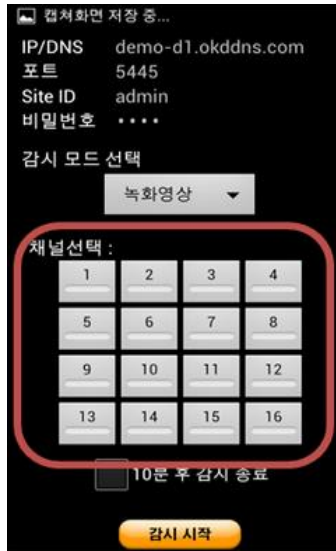 캡쳐화면 저장 중...
IP/DNS demo-d1.okddns.com
포트 5445
Site ID admin
비밀번호 ••••
감시 모드 선택
녹화영상
채널선택 :
1 2 3 4
5 6 7 8
9 10 11 12
13 14 15 16
10분 후 감시 종료
감시 시작